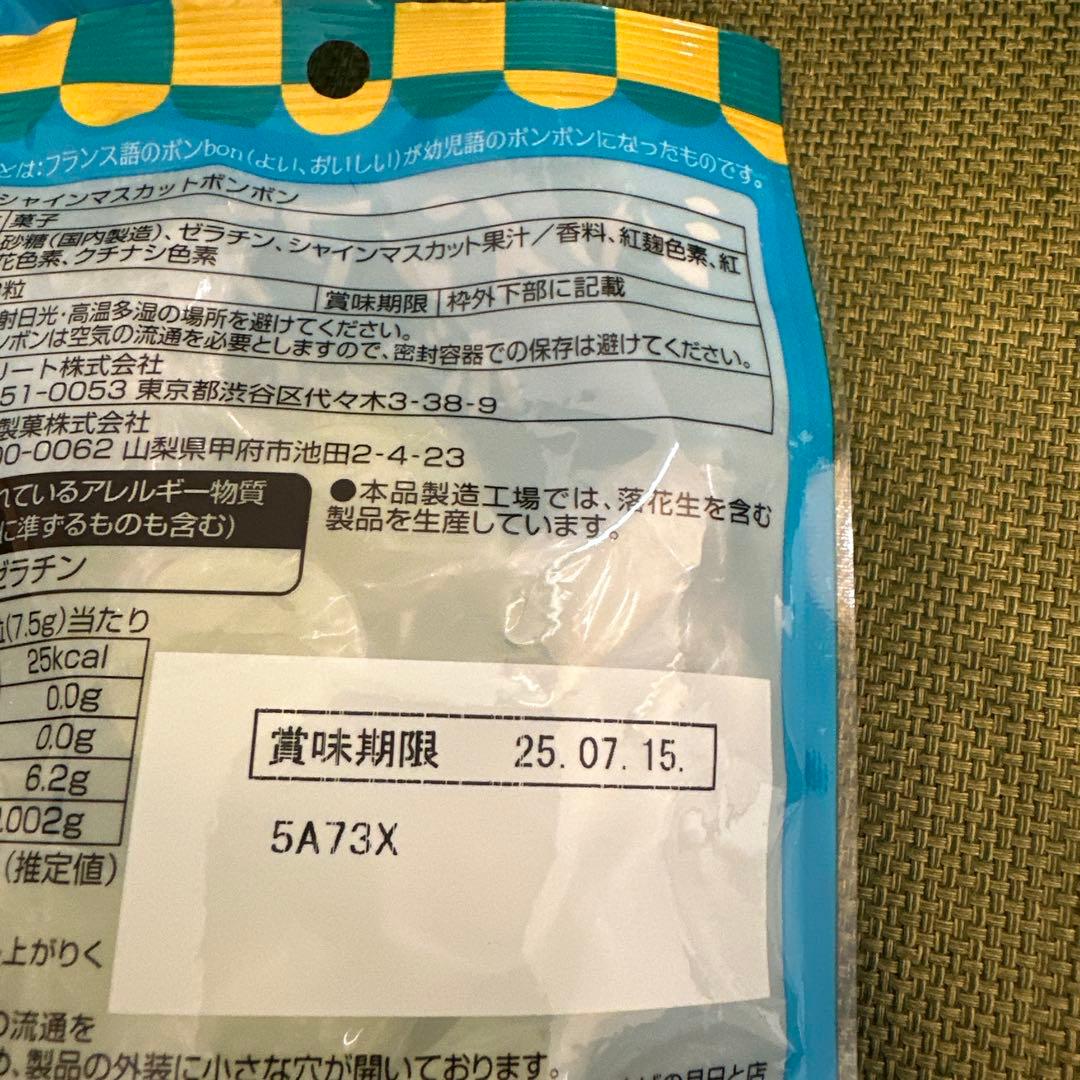 とは:フランス語のボンbon(よい、おいしい)が幼児語のボンボンになったものです。
シャインマスカットボンボン
菓子
砂糖(国内製造)、ゼラチン、シャインマスカット果汁/香料、紅麹色素、紅
花色素、クチナシ色素
粒 賞味期限 枠外下部に記載
射日光・高温多湿の場所を避けてください。
ンボンは空気の流通を必要としますので、密封容器での保存は避けてください。
リート株式会社
51-0053 東京都渋谷区代々木3-38-9
製菓株式会社
00-0062 山梨県甲府市池田2-4-23
れているアレルギー物質
に準ずるものも含む)
ゼラチン
●本品製造工場では、落花生を含む
製品を生産しています。
(7.5g)当たり
25kcal
0.0g
0.0g
6.2g
.002g
(推定値)
賞味期限 25.07.15.
5A73X
上がりく
の流通を
め、製品の外装に小さな穴が開いております。
の月日と店